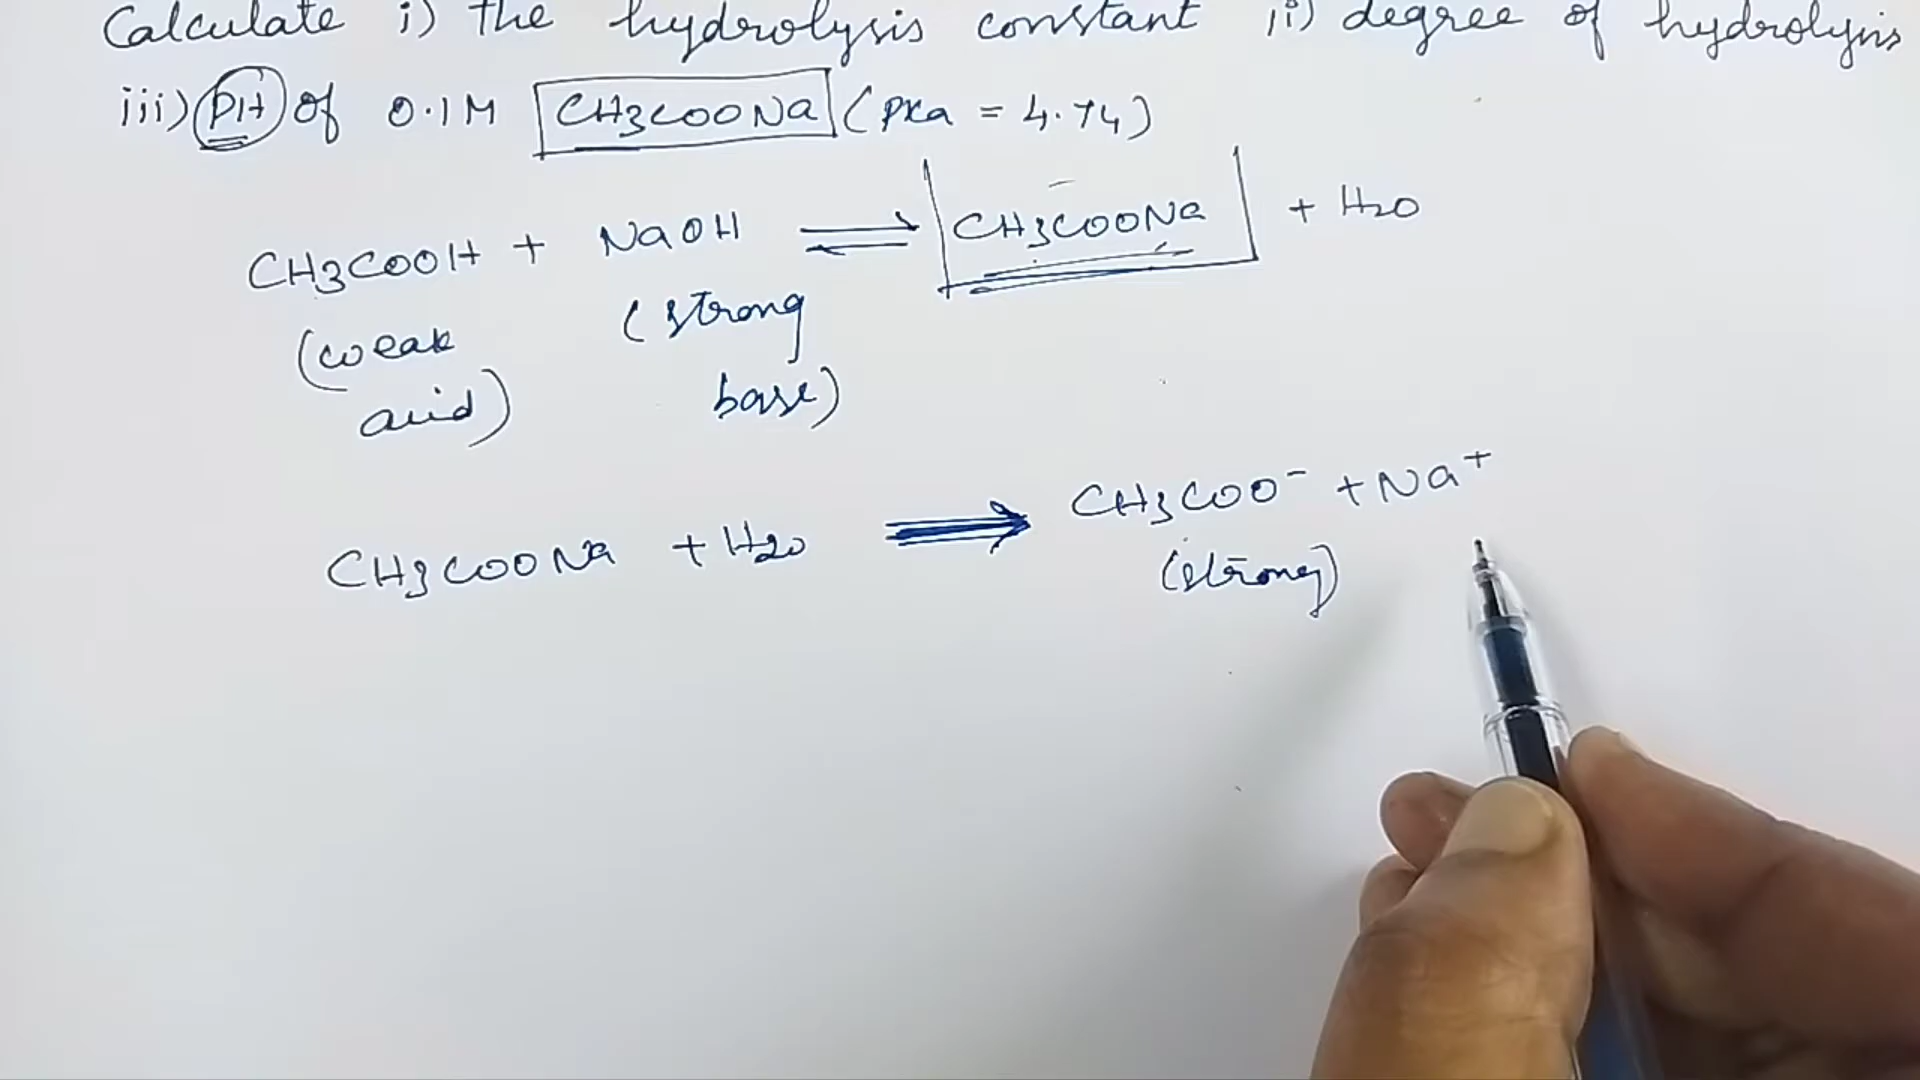 Calculate i) the hydrolysis constant ii) degree of hydrolysis
iii) PH of 0.1M CH3COONa (PKa = 4.74)
CH3COOH + NaOH ⇌ CH3COONa + H2O
(weak acid) (strong base)
CH3COONa + H2O ⟹ CH3COO⁻ + Na⁺
(strong)